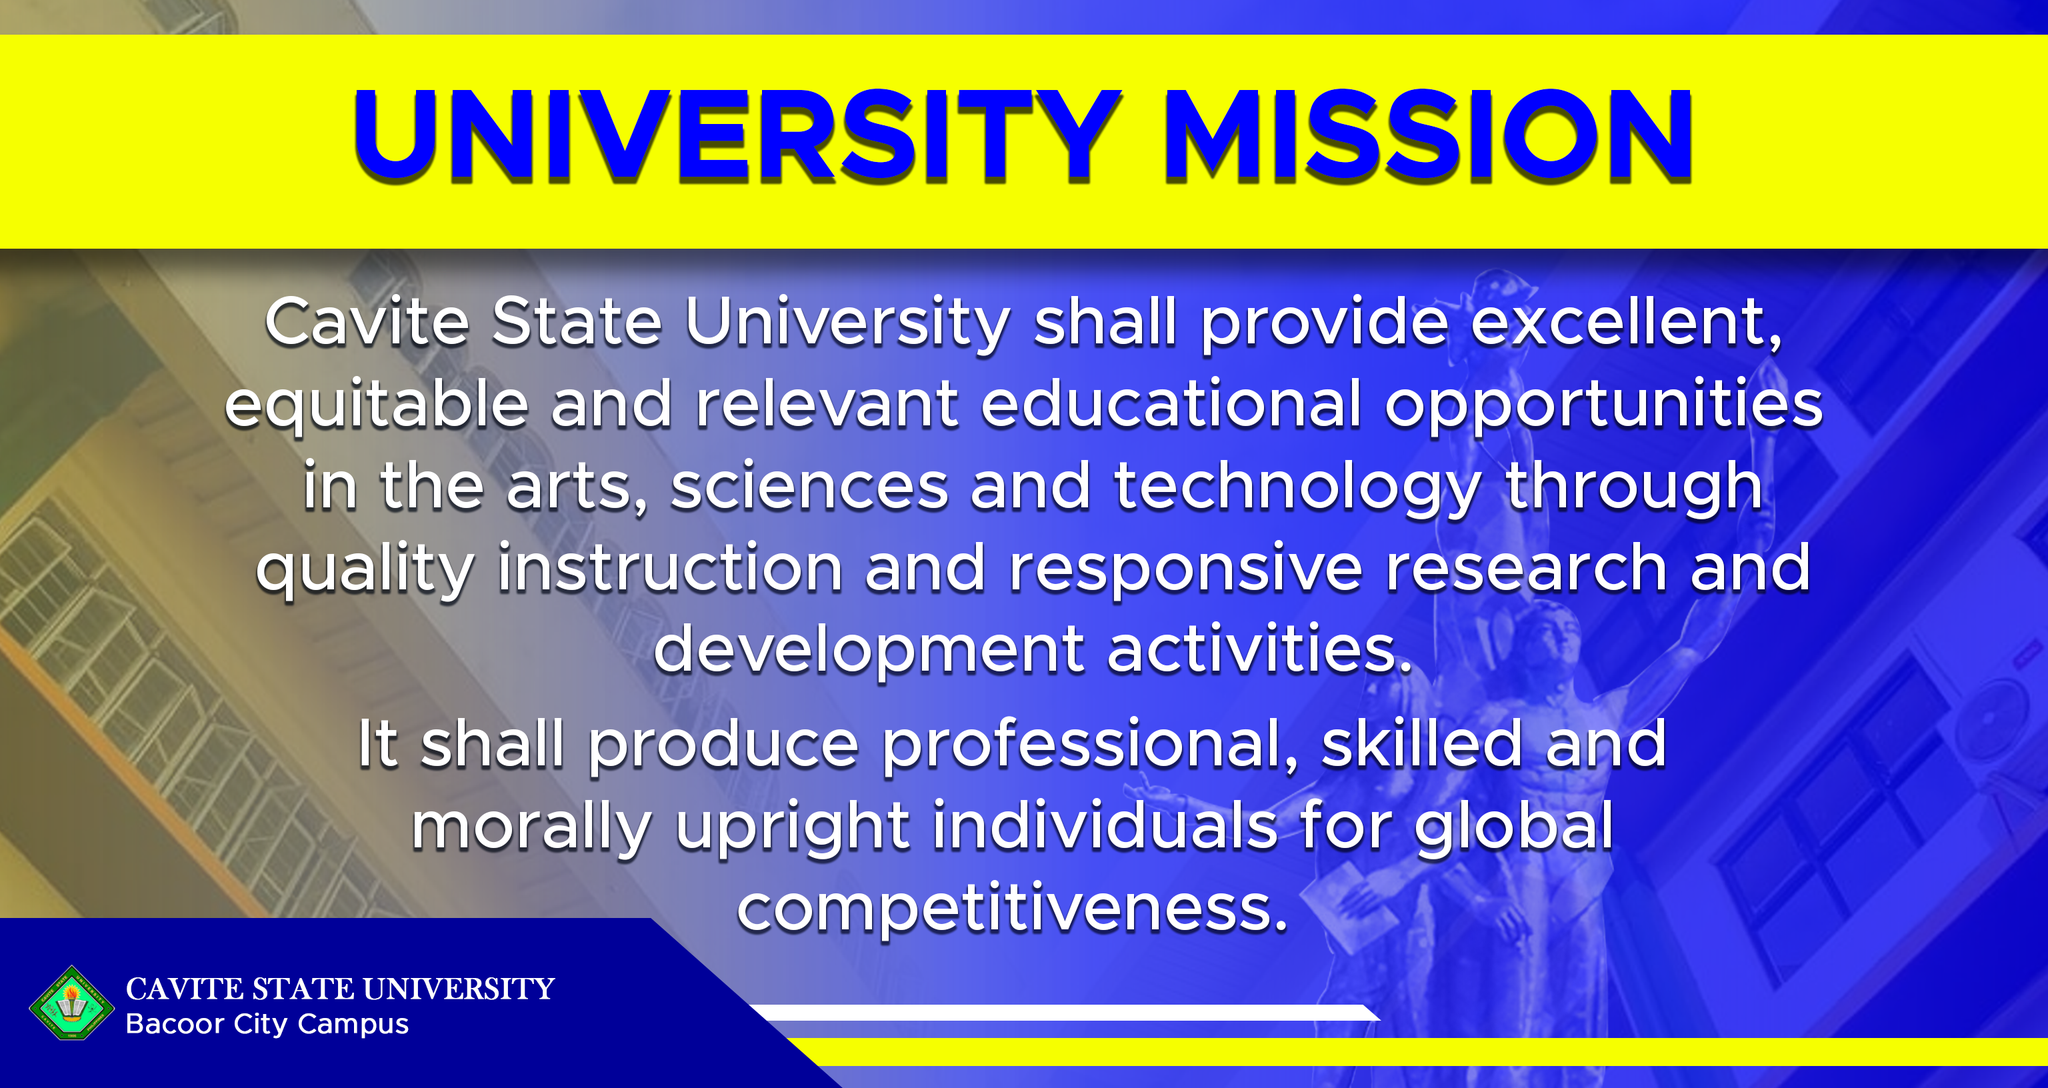 UNIVERSITY MISSION
Cavite State University shall provide excellent,
equitable and relevant educational opportunities
in the arts, sciences and technology through
quality instruction and responsive research and
development activities.
It shall produce professional, skilled and
morally upright individuals for global
competitiveness.
CAVITE STATE UNIVERSITY
Bacoor City Campus